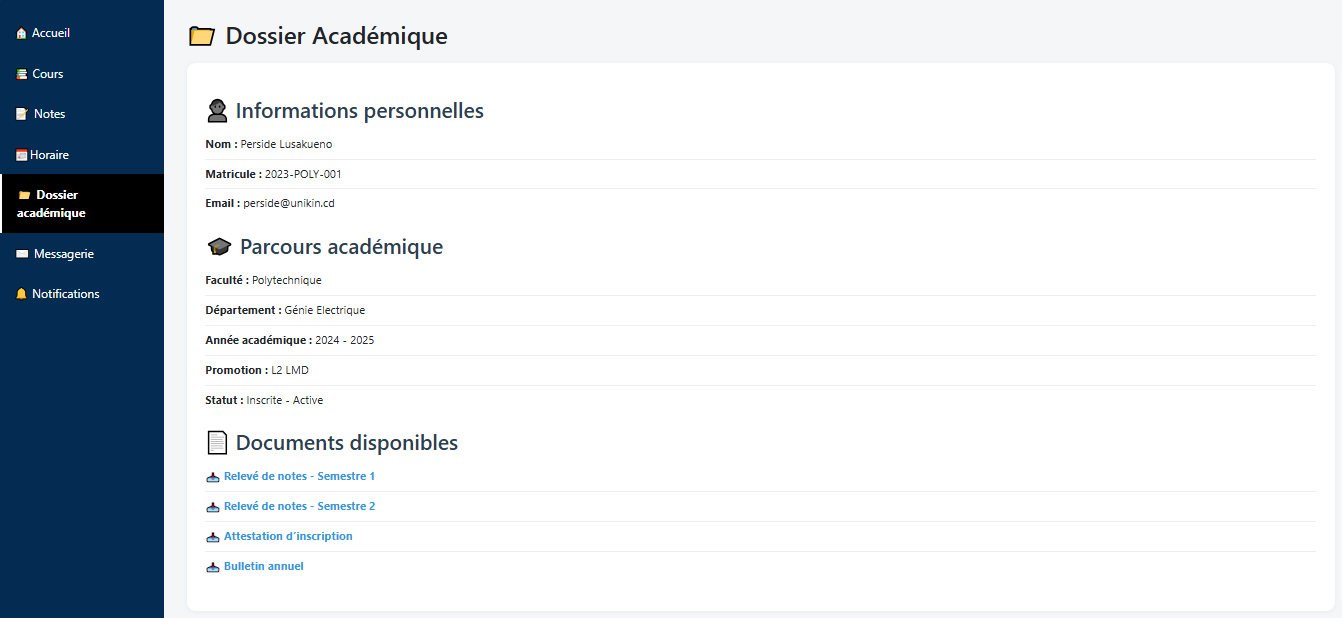 Accueil
Cours
Notes
Horaire
Dossier
académique
Messagerie
Notifications
Dossier Académique
Informations personnelles
Nom : Perside Lusakueno
Matricule : 2023-POLY-001
Email : perside@unikin.cd
Parcours académique
Faculté : Polytechnique
Département : Génie Electrique
Année académique : 2024 - 2025
Promotion : L2 LMD
Statut : Inscrite - Active
Documents disponibles
Relevé de notes - Semestre 1
Relevé de notes - Semestre 2
Attestation d'inscription
Bulletin annuel